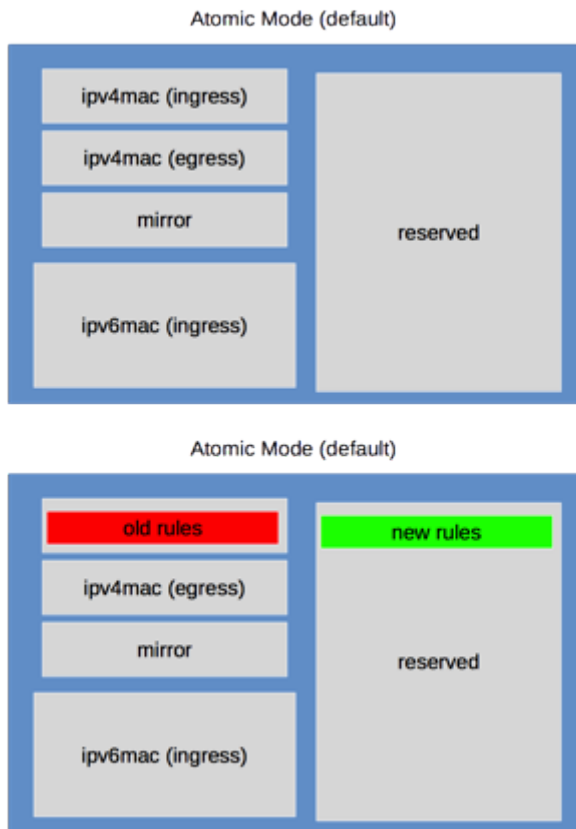 Atomic Mode (default)
ipv4mac (ingress)
ipv4mac (egress)
mirror
ipv6mac (ingress)
reserved
Atomic Mode (default)
old rules
ipv4mac (egress)
mirror
ipv6mac (ingress)
new rules
reserved